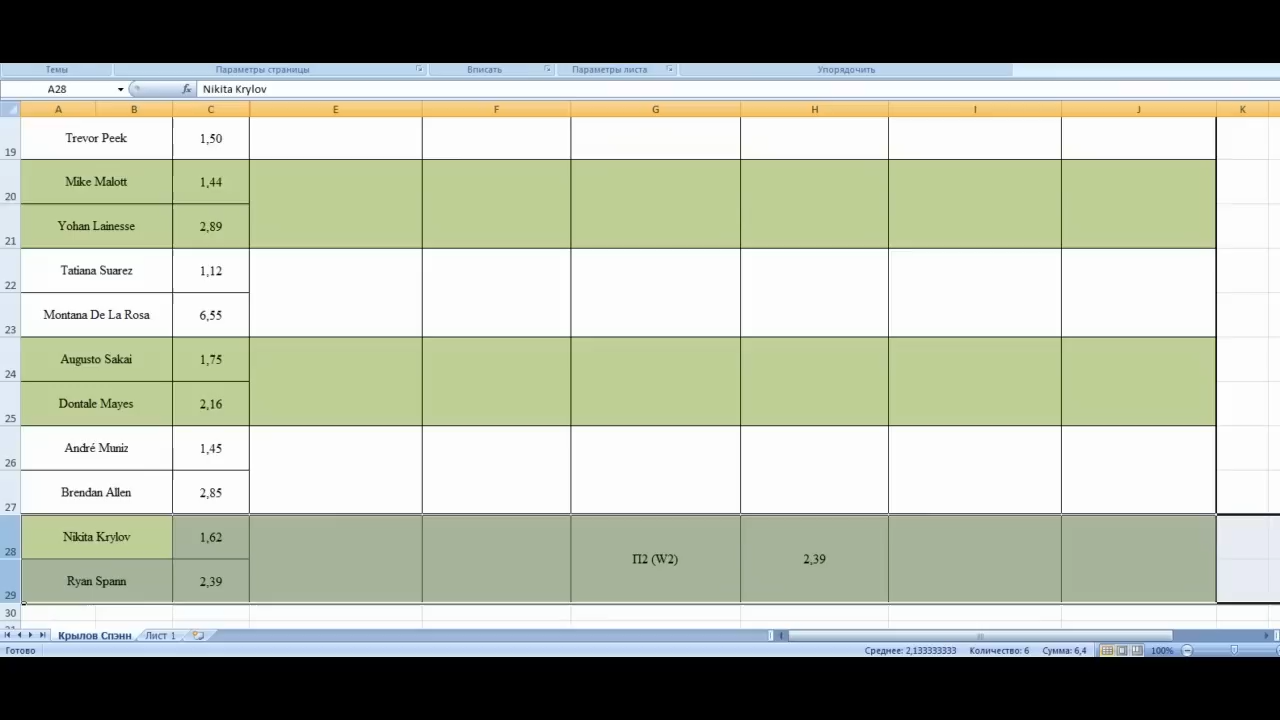 Темы Параметры страницы Вписать Параметры листа Упорядочить
A28 fx Nikita Krylov
A B C E F G H I J K
19 Trevor Peek 1,50
20 Mike Malott 1,44
21 Yohan Lainesse 2,89
22 Tatiana Suarez 1,12
23 Montana De La Rosa 6,55
24 Augusto Sakai 1,75
25 Dontale Mayes 2,16
26 André Muniz 1,45
27 Brendan Allen 2,85
28 Nikita Krylov 1,62
П2 (W2) 2,39
29 Ryan Spann 2,39
30
Крылов Спэнн Лист 1
Готово Среднее: 2,133333333 Количество: 6 Сумма: 6,4 100%